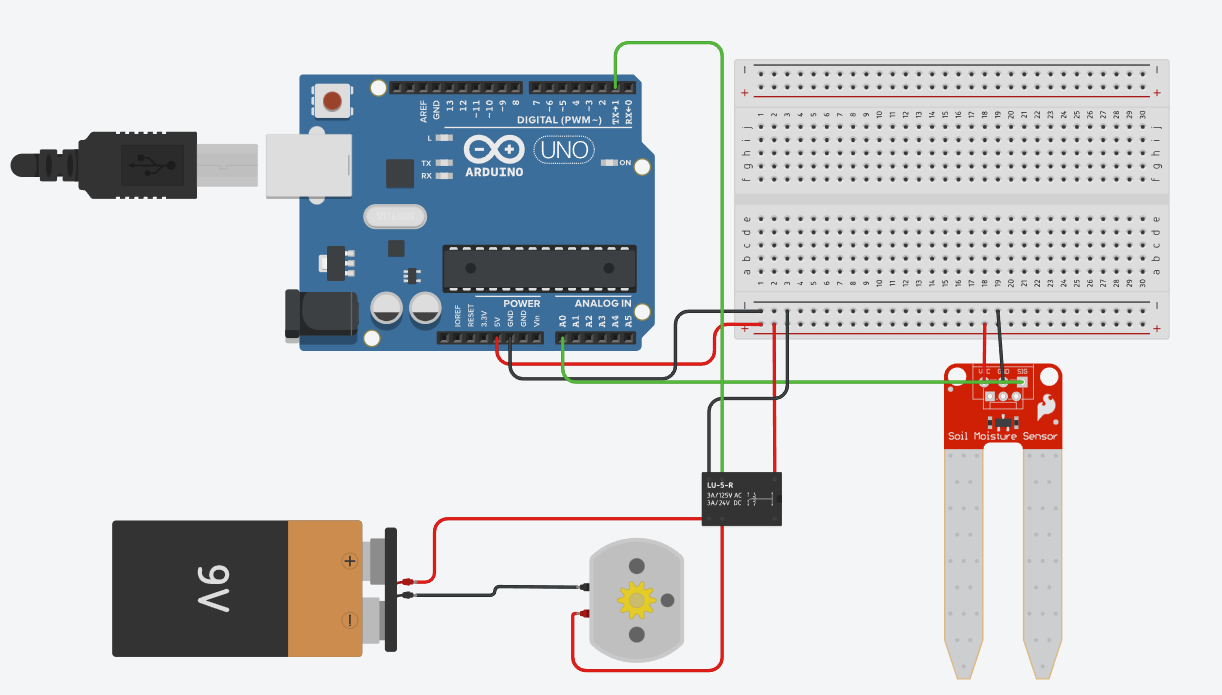 AREF
GND
13
12
~11
~10
~9
8
7
~6
~5
4
~3
2
TX→1
RX←0
DIGITAL (PWM~)
L
TX
RX
UNO
ON
ARDUINO
POWER
ANALOG IN
IOREF
RESET
3.3V
5V
GND
GND
Vin
A0
A1
A2
A3
A4
A5
− −
+ +
1 2 3 4 5 6 7 8 9 10 11 12 13 14 15 16 17 18 19 20 21 22 23 24 25 26 27 28 29 30
j j
i i
h h
g g
f f
e e
d d
c c
b b
a a
1 2 3 4 5 6 7 8 9 10 11 12 13 14 15 16 17 18 19 20 21 22 23 24 25 26 27 28 29 30
− −
+ +
SIG
Soil Moisture Sensor
LU-5-R
3A/125V AC
3A/24V DC
9V
+
−